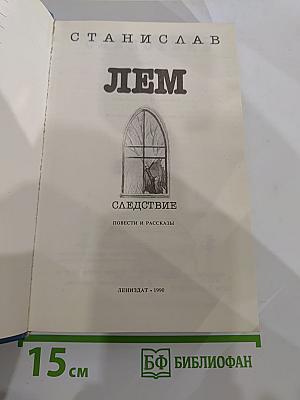 СТАНИСЛАВ
ЛЕМ
СЛЕДСТВИЕ
ПОВЕСТИ И РАССКАЗЫ
ЛЕНИЗДАТ • 1990
15 см
БФ БИБЛИОФАН